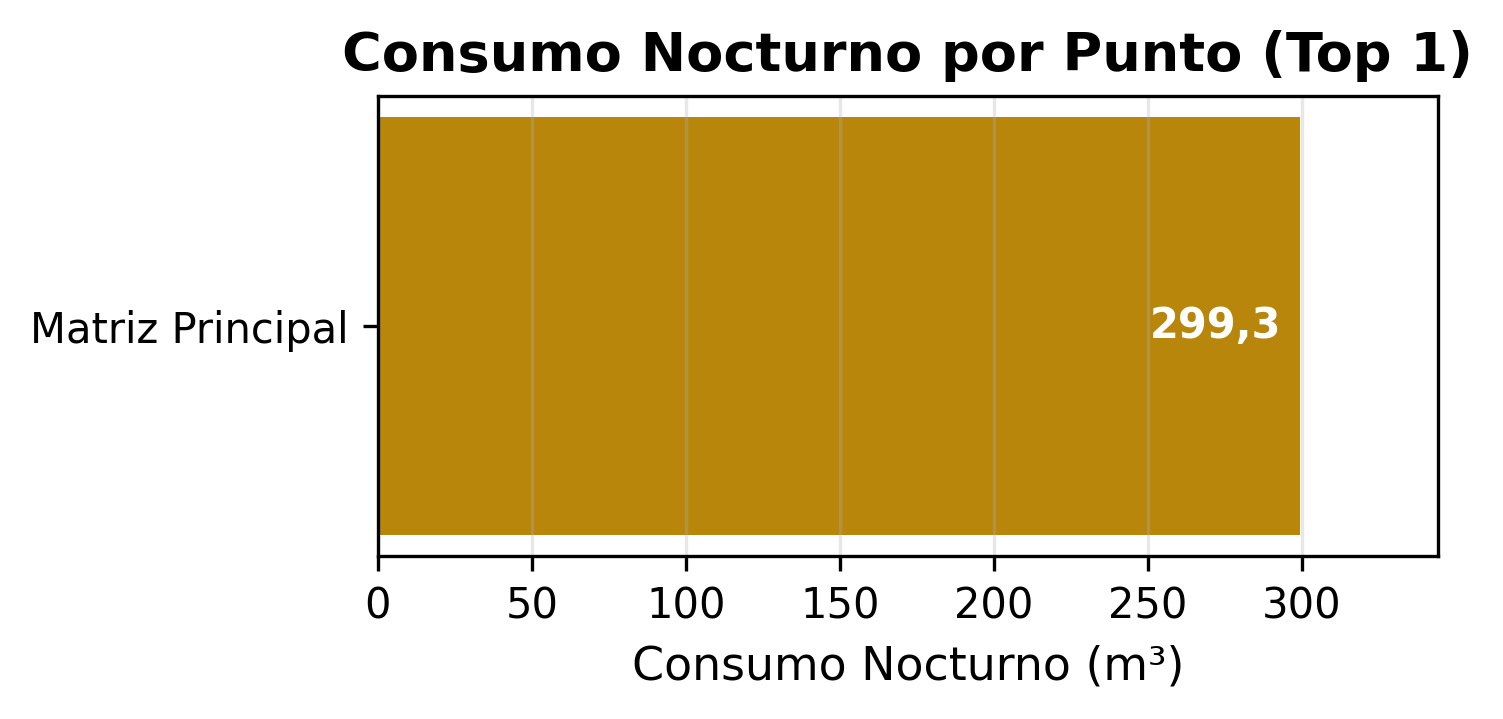 Consumo Nocturno por Punto (Top 1)
Matriz Principal
299,3
0 50 100 150 200 250 300
Consumo Nocturno (m³)